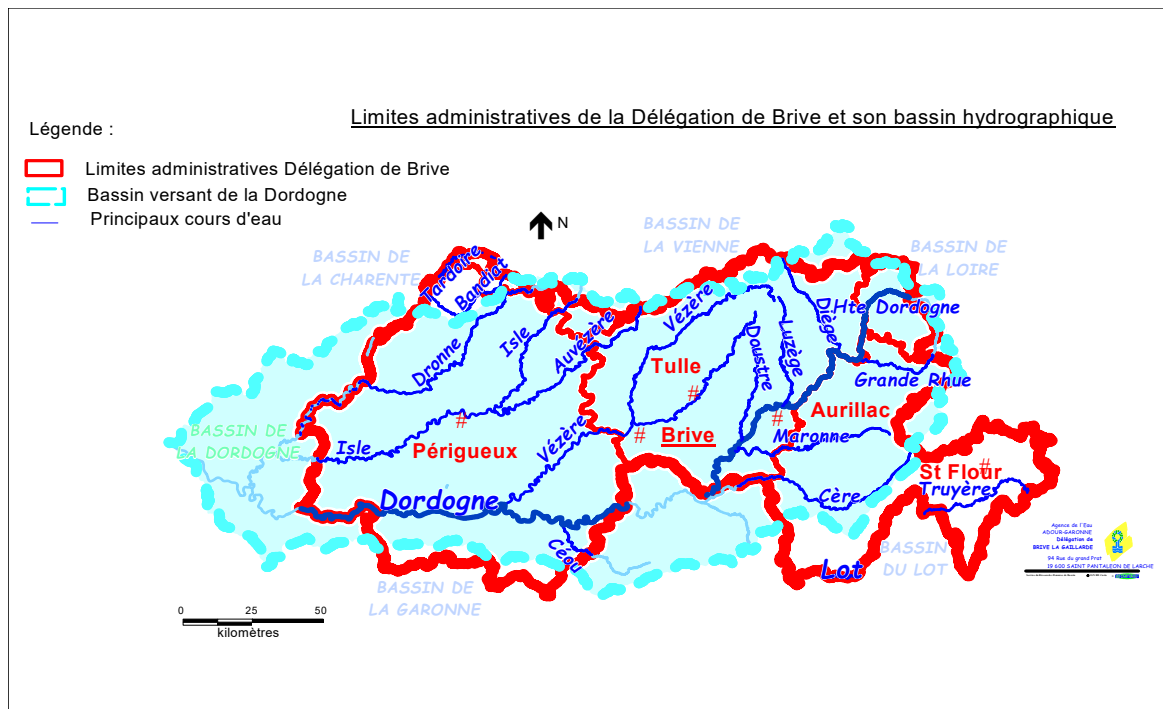 Limites administratives de la Délégation de Brive et son bassin hydrographique
Légende :
Limites administratives Délégation de Brive
Bassin versant de la Dordogne
Principaux cours d'eau
N
BASSIN DE
LA CHARENTE
BASSIN DE
LA VIENNE
BASSIN DE
LA LOIRE
Tardoire
Bandiat
Dronne
Isle
Auvézère
Vézère
Doustre
Luzège
Diège
Hte Dordogne
Grande Rhue
Tulle
#
Aurillac
#
BASSIN DE
LA DORDOGNE
Isle
#
Périgueux
Vézère
#
Brive
Maronne
St Flour
#
Truyères
Cère
Dordogne
Céou
Lot
BASSIN
DU LOT
BASSIN DE
LA GARONNE
0 25 50
kilomètres
Agence de l'Eau
ADOUR-GARONNE
Délégation de
BRIVE LA GAILLARDE
94 Rue du grand Prat
19 600 SAINT PANTALEON DE LARCHE